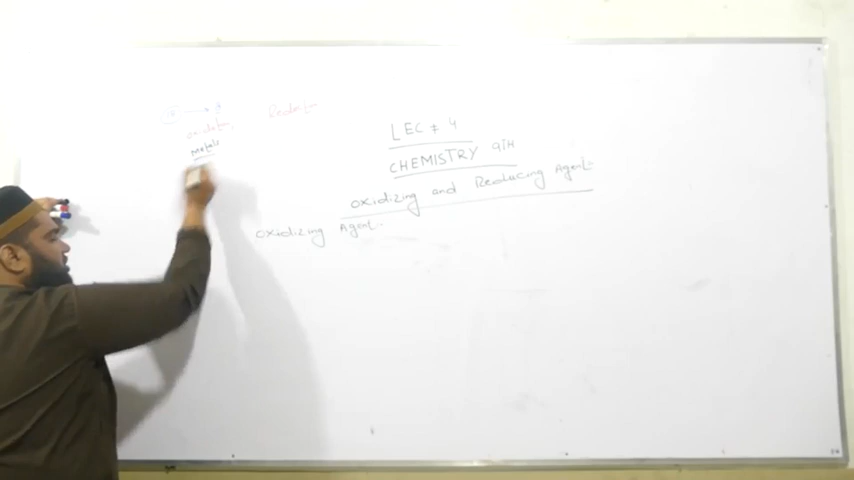 Metals
LEC # 4
CHEMISTRY 9TH
oxidizing and Reducing Agent
oxidizing Agent